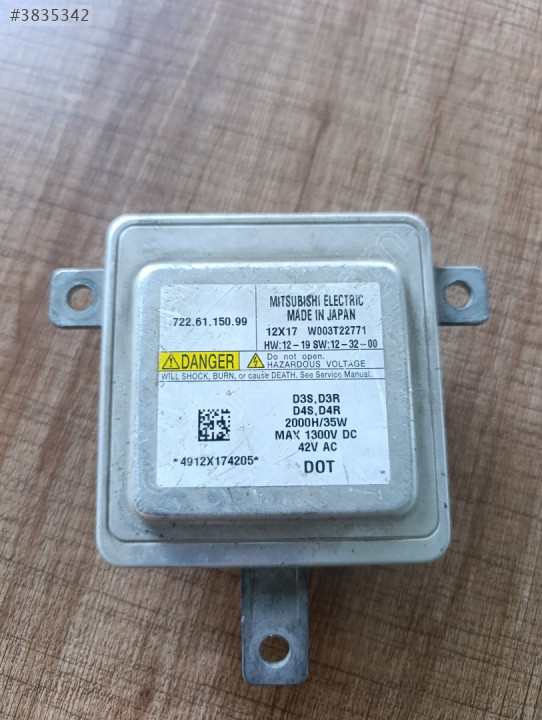 #3835342
722.61.150.99
MITSUBISHI ELECTRIC
MADE IN JAPAN
12X17 W003T22771
HW:12-19 SW:12-32-00
DANGER
Do not open.
HAZARDOUS VOLTAGE
WILL SHOCK, BURN, or cause DEATH. See Service Manual.
D3S,D3R
D4S,D4R
2000H/35W
MAX 1300V DC
42V AC
*4912X174205*
DOT